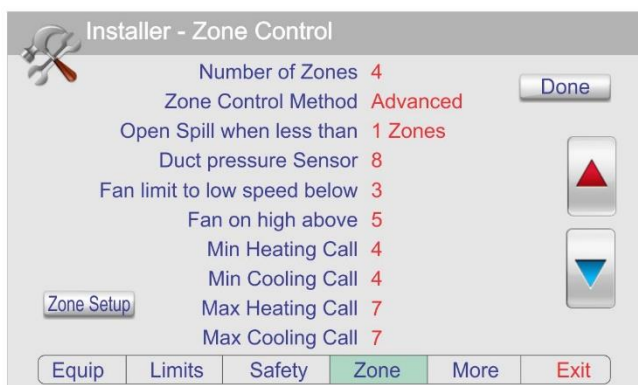 Installer - Zone Control
Number of Zones 4
Done
Zone Control Method Advanced
Open Spill when less than 1 Zones
Duct pressure Sensor 8
Fan limit to low speed below 3
Fan on high above 5
Min Heating Call 4
Min Cooling Call 4
Zone Setup
Max Heating Call 7
Max Cooling Call 7
Equip Limits Safety Zone More Exit